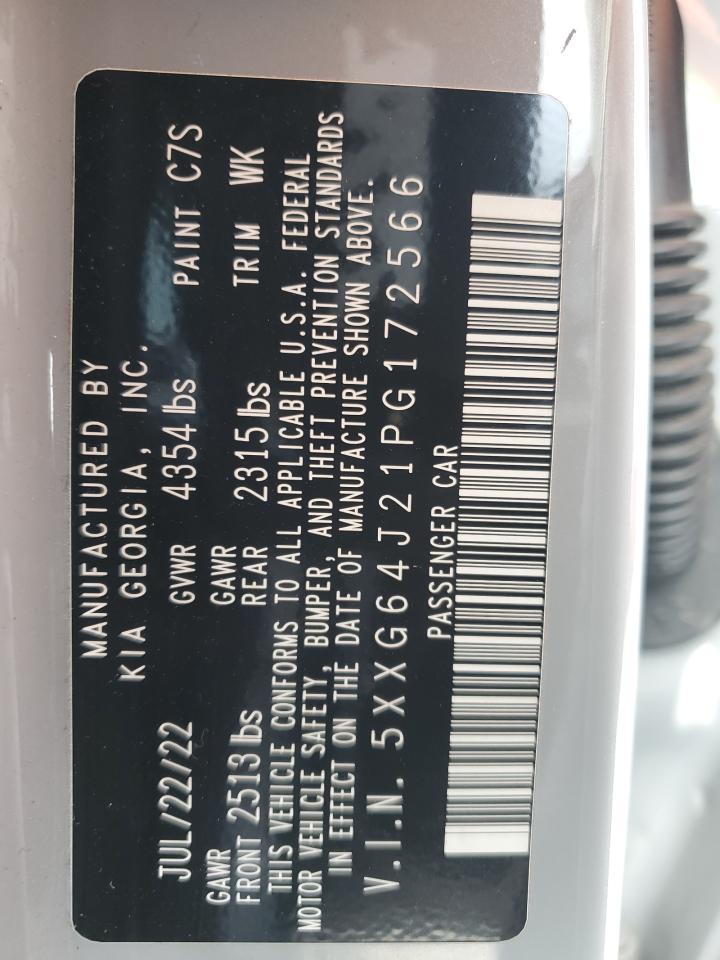 MANUFACTURED BY
KIA GEORGIA, INC.
JUL/22/22 GVWR 4354 lbs PAINT C7S
GAWR FRONT 2513 lbs GAWR REAR 2315 lbs TRIM WK
THIS VEHICLE CONFORMS TO ALL APPLICABLE U.S.A. FEDERAL
MOTOR VEHICLE SAFETY, BUMPER, AND THEFT PREVENTION STANDARDS
IN EFFECT ON THE DATE OF MANUFACTURE SHOWN ABOVE.
V.I.N. 5XXG64J21PG172566
PASSENGER CAR